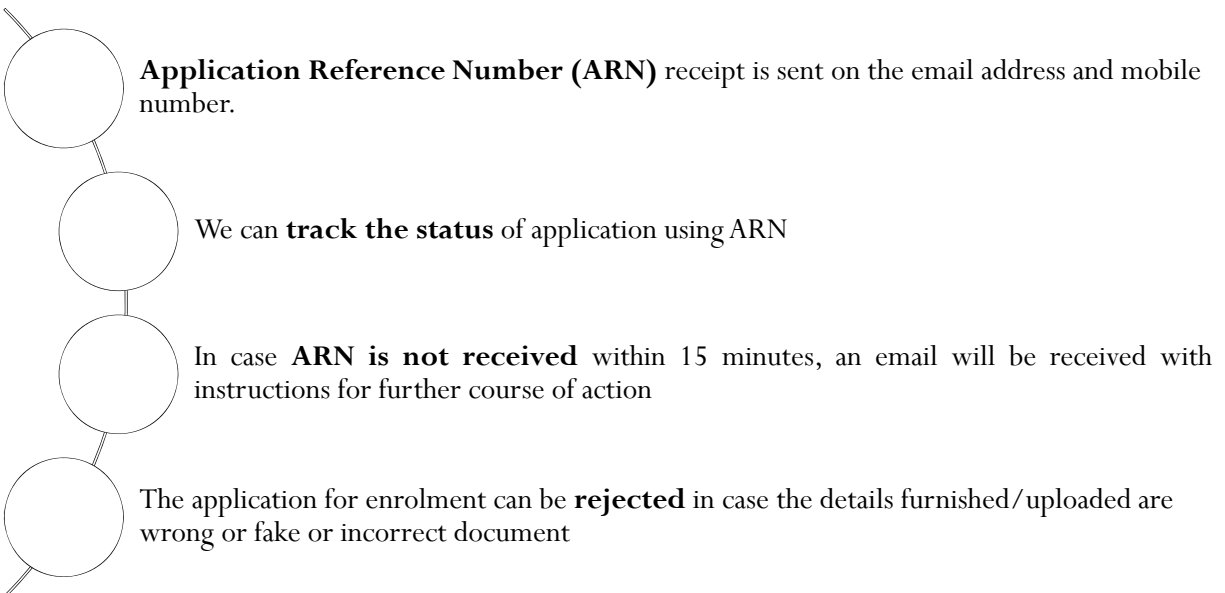 Application Reference Number (ARN) receipt is sent on the email address and mobile
number.
We can track the status of application using ARN
In case ARN is not received within 15 minutes, an email will be received with
instructions for further course of action
The application for enrolment can be rejected in case the details furnished/uploaded are
wrong or fake or incorrect document